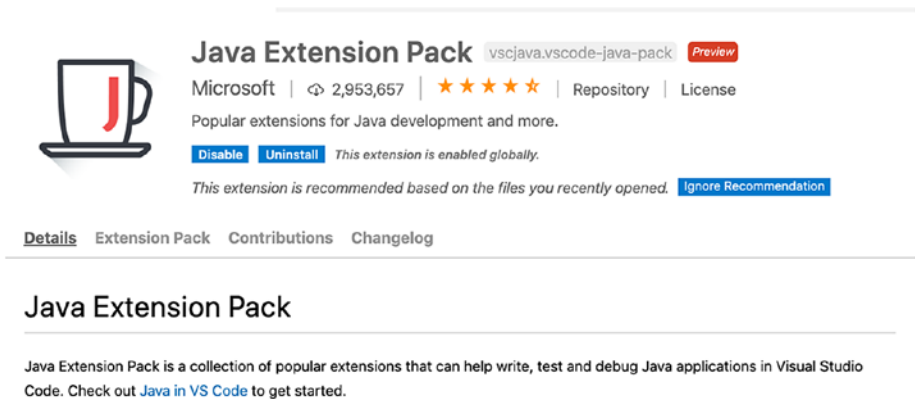 Java Extension Pack vscjava.vscode-java-pack Preview
Microsoft | 2,953,657 | Repository | License
Popular extensions for Java development and more.
Disable Uninstall This extension is enabled globally.
This extension is recommended based on the files you recently opened. Ignore Recommendation
Details Extension Pack Contributions Changelog
Java Extension Pack
Java Extension Pack is a collection of popular extensions that can help write, test and debug Java applications in Visual Studio
Code. Check out Java in VS Code to get started.